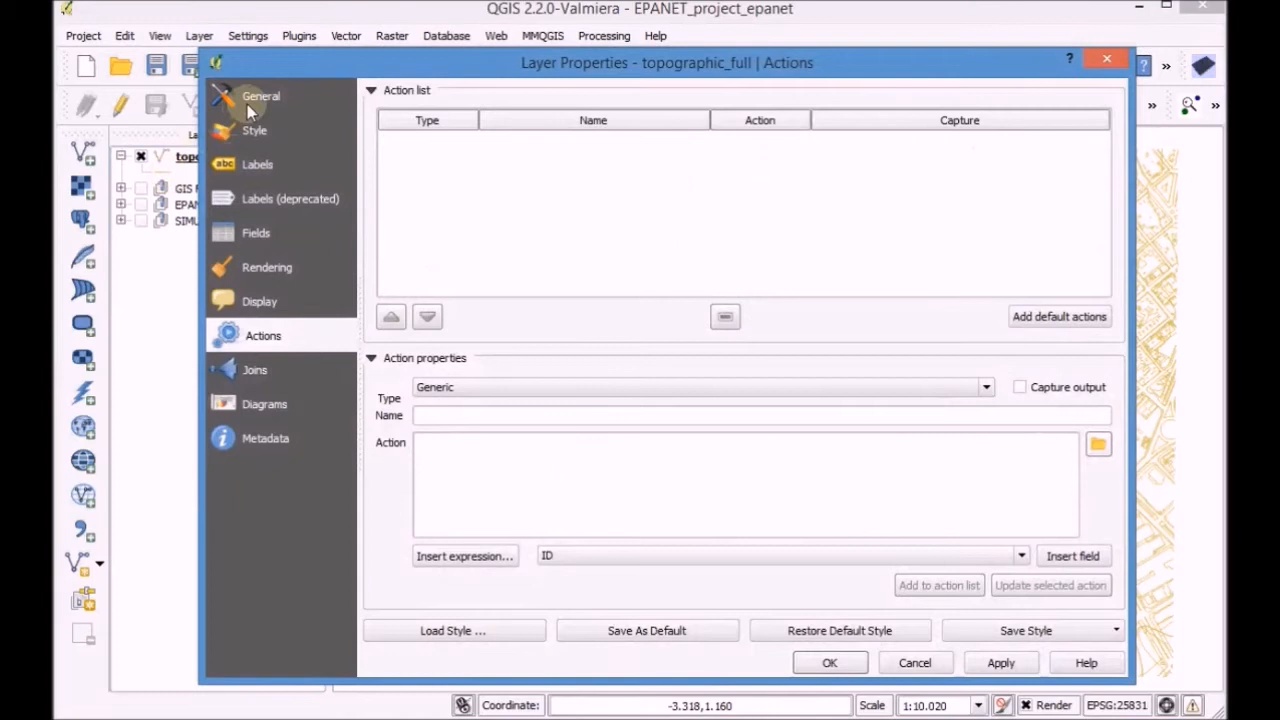 QGIS 2.2.0-Valmiera - EPANET_project_epanet
Project Edit View Layer Settings Plugins Vector Raster Database Web MMQGIS Processing Help
Layer Properties - topographic_full | Actions
General
Style
Labels
Labels (deprecated)
Fields
Rendering
Display
Actions
Joins
Diagrams
Metadata
Action list
Type Name Action Capture
Add default actions
Action properties
Type Generic Capture output
Name
Action
Insert expression... ID Insert field
Add to action list Update selected action
Load Style ... Save As Default Restore Default Style Save Style
OK Cancel Apply Help
GIS
Coordinate: -3.318,1.160 Scale 1:10.020 Render EPSG:25831